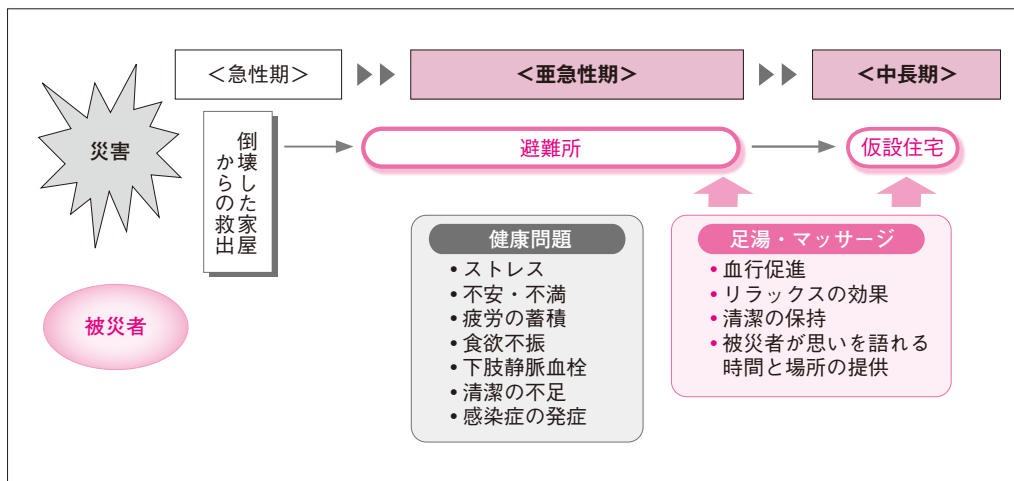 ＜急性期＞
＜亜急性期＞
＜中長期＞
災害
倒壊した家屋
からの救出
避難所
仮設住宅
被災者
健康問題
•ストレス
•不安・不満
•疲労の蓄積
•食欲不振
•下肢静脈血栓
•清潔の不足
•感染症の発症
足湯・マッサージ
•血行促進
•リラックスの効果
•清潔の保持
•被災者が思いを語れる
時間と場所の提供